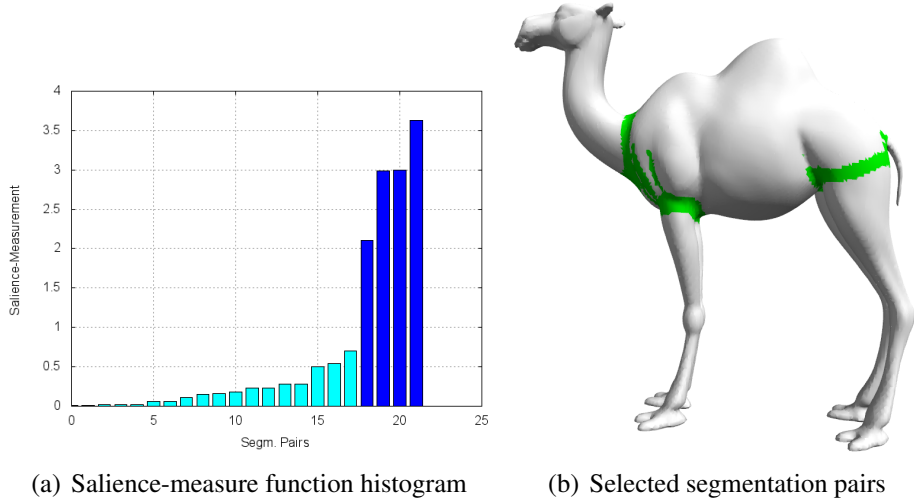 4
3.5
3
2.5
2
1.5
1
0.5
0
0 5 10 15 20 25
Salience-Measurement
Segm. Pairs
(a) Salience-measure function histogram
(b) Selected segmentation pairs